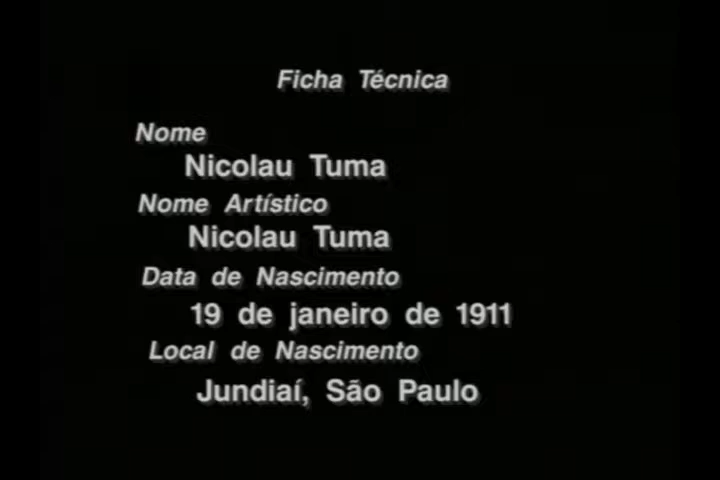 Ficha Técnica
Nome
Nicolau Tuma
Nome Artístico
Nicolau Tuma
Data de Nascimento
19 de janeiro de 1911
Local de Nascimento
Jundiaí, São Paulo